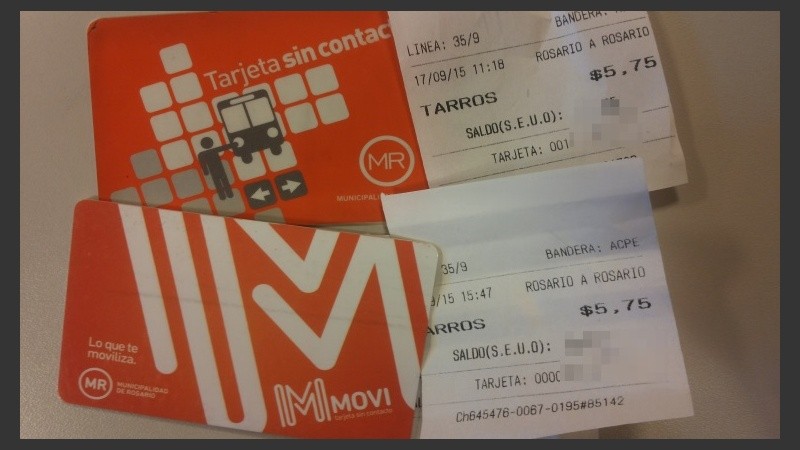 Tarjeta sin contac
MR
MUNICIPALI
LINEA: 35/9
BANDERA:
17/09/15 11:18
ROSARIO A ROSARIO
$5,75
TARROS
SALDO(S.E.U.O):
TARJETA: 001
Lo que te
moviliza.
MR
MUNICIPALIDAD
DE ROSARIO
MOVI
tarjeta sin contacto
35/9
BANDERA: ACPE
/15 15:47
ROSARIO A ROSARIO
$5,75
ARROS
SALDO(S.E.U.O):
TARJETA: 000
Ch645476-0067-0195#85142